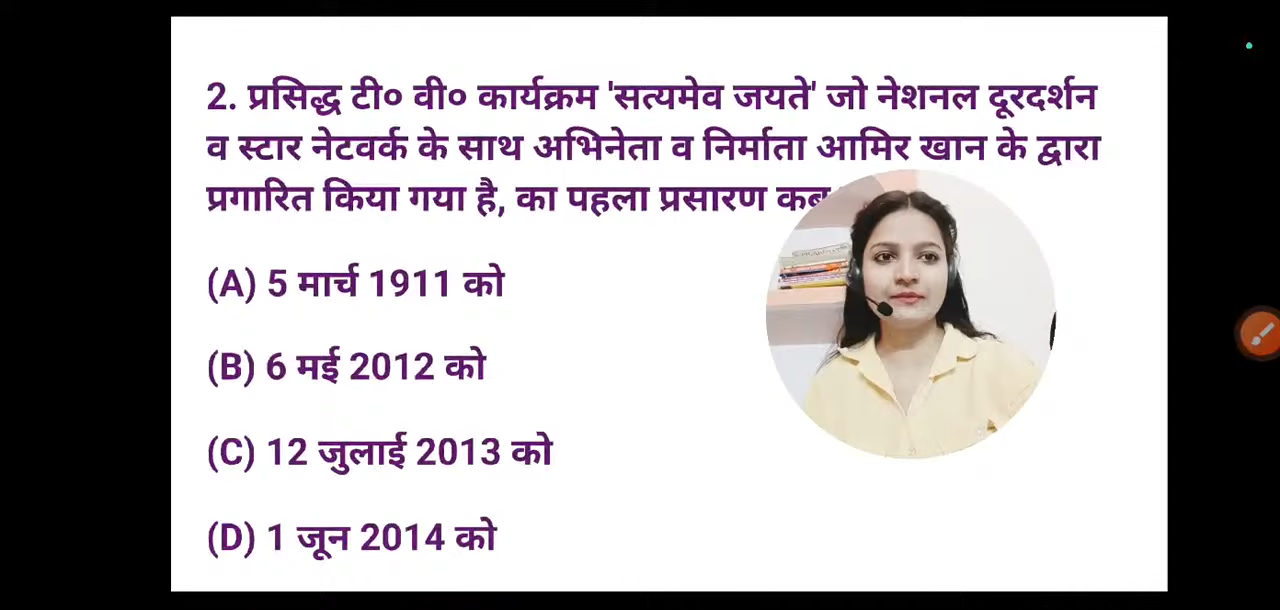 2. प्रसिद्ध टी० वी० कार्यक्रम 'सत्यमेव जयते' जो नेशनल दूरदर्शन
व स्टार नेटवर्क के साथ अभिनेता व निर्माता आमिर खान के द्वारा
प्रगारित किया गया है, का पहला प्रसारण कब
(A) 5 मार्च 1911 को
(B) 6 मई 2012 को
(C) 12 जुलाई 2013 को
(D) 1 जून 2014 को